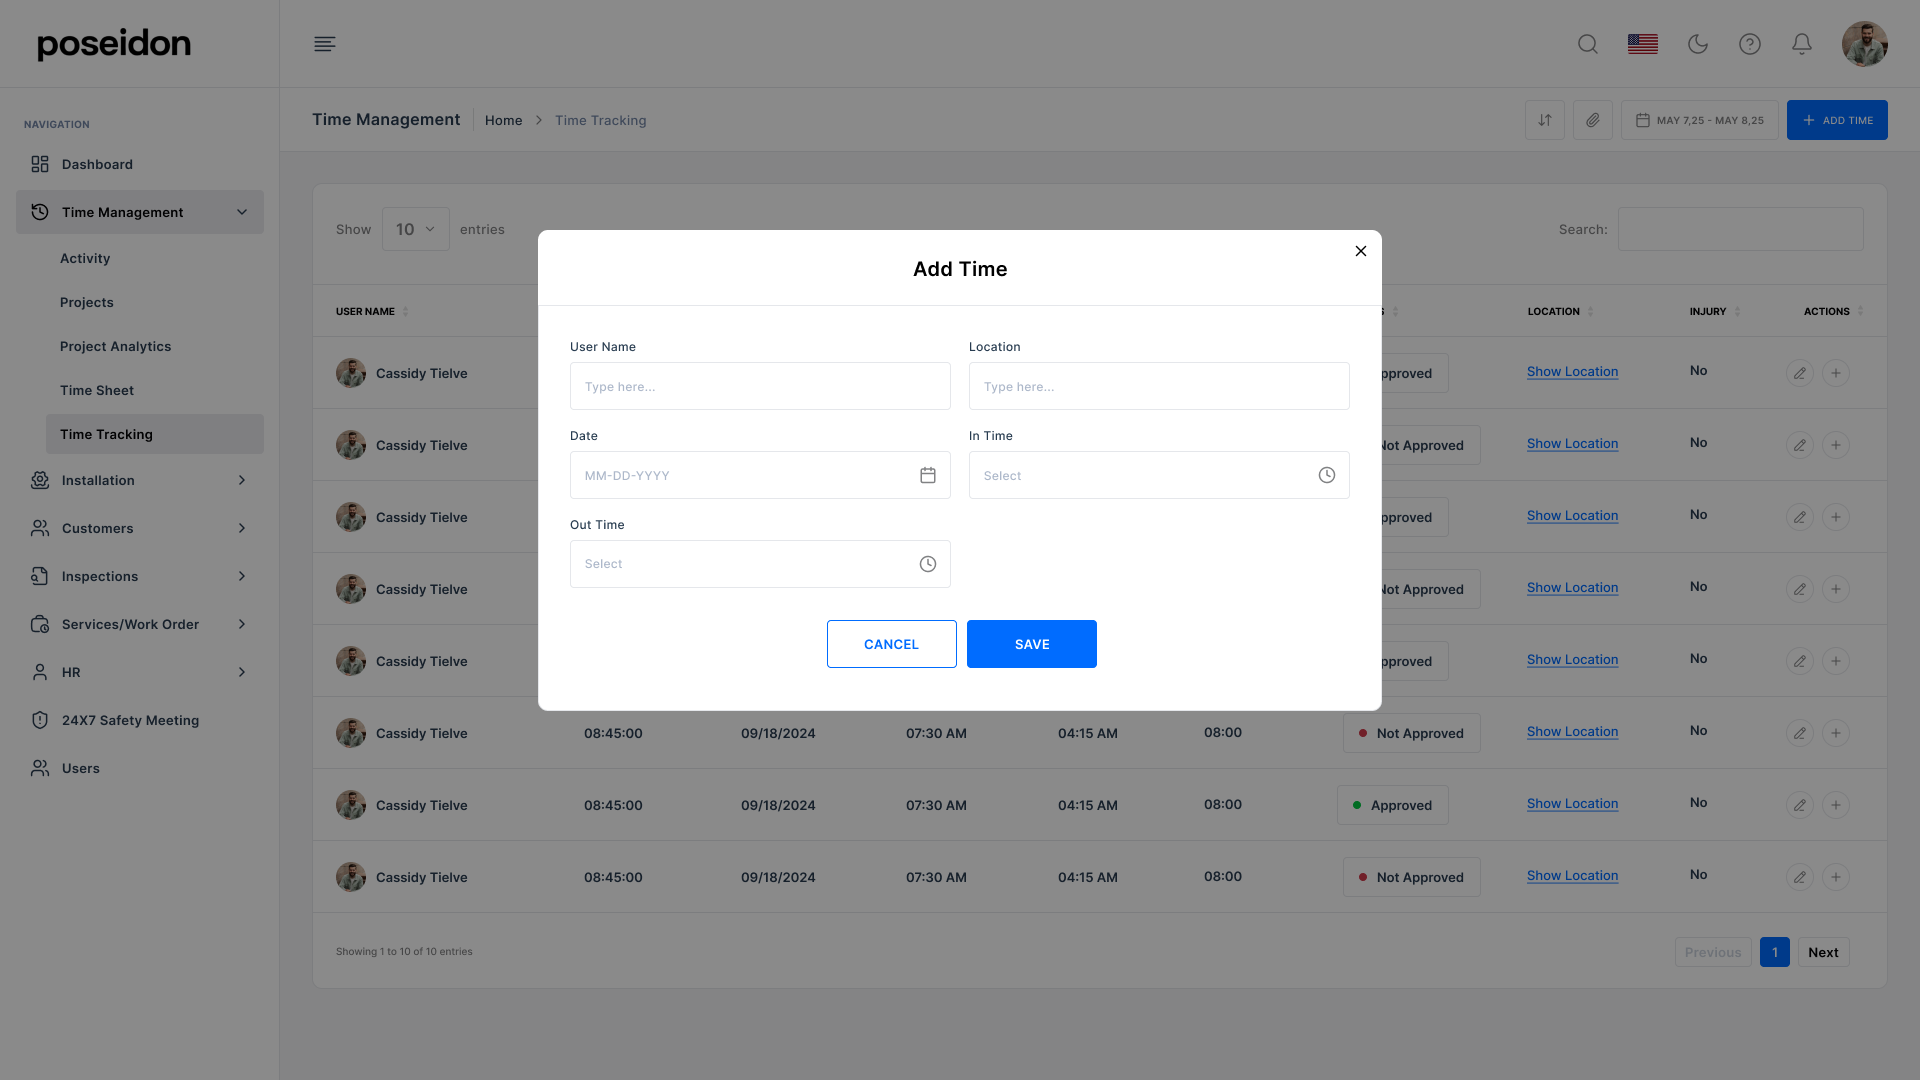 poseidon
NAVIGATION
Dashboard
Time Management
Activity
Projects
Project Analytics
Time Sheet
Time Tracking
Installation
Customers
Inspections
Services/Work Order
HR
24X7 Safety Meeting
Users
Time Management Home Time Tracking
MAY 7,25 - MAY 8,25 ADD TIME
Show 10 entries Search:
USER NAME S LOCATION INJURY ACTIONS
Cassidy Tielve pproved Show Location No
Cassidy Tielve Not Approved Show Location No
Cassidy Tielve pproved Show Location No
Cassidy Tielve Not Approved Show Location No
Cassidy Tielve pproved Show Location No
Cassidy Tielve 08:45:00 09/18/2024 07:30 AM 04:15 AM 08:00 Not Approved Show Location No
Cassidy Tielve 08:45:00 09/18/2024 07:30 AM 04:15 AM 08:00 Approved Show Location No
Cassidy Tielve 08:45:00 09/18/2024 07:30 AM 04:15 AM 08:00 Not Approved Show Location No
Showing 1 to 10 of 10 entries Previous 1 Next
Add Time
User Name Location
Type here... Type here...
Date In Time
MM-DD-YYYY Select
Out Time
Select
CANCEL SAVE